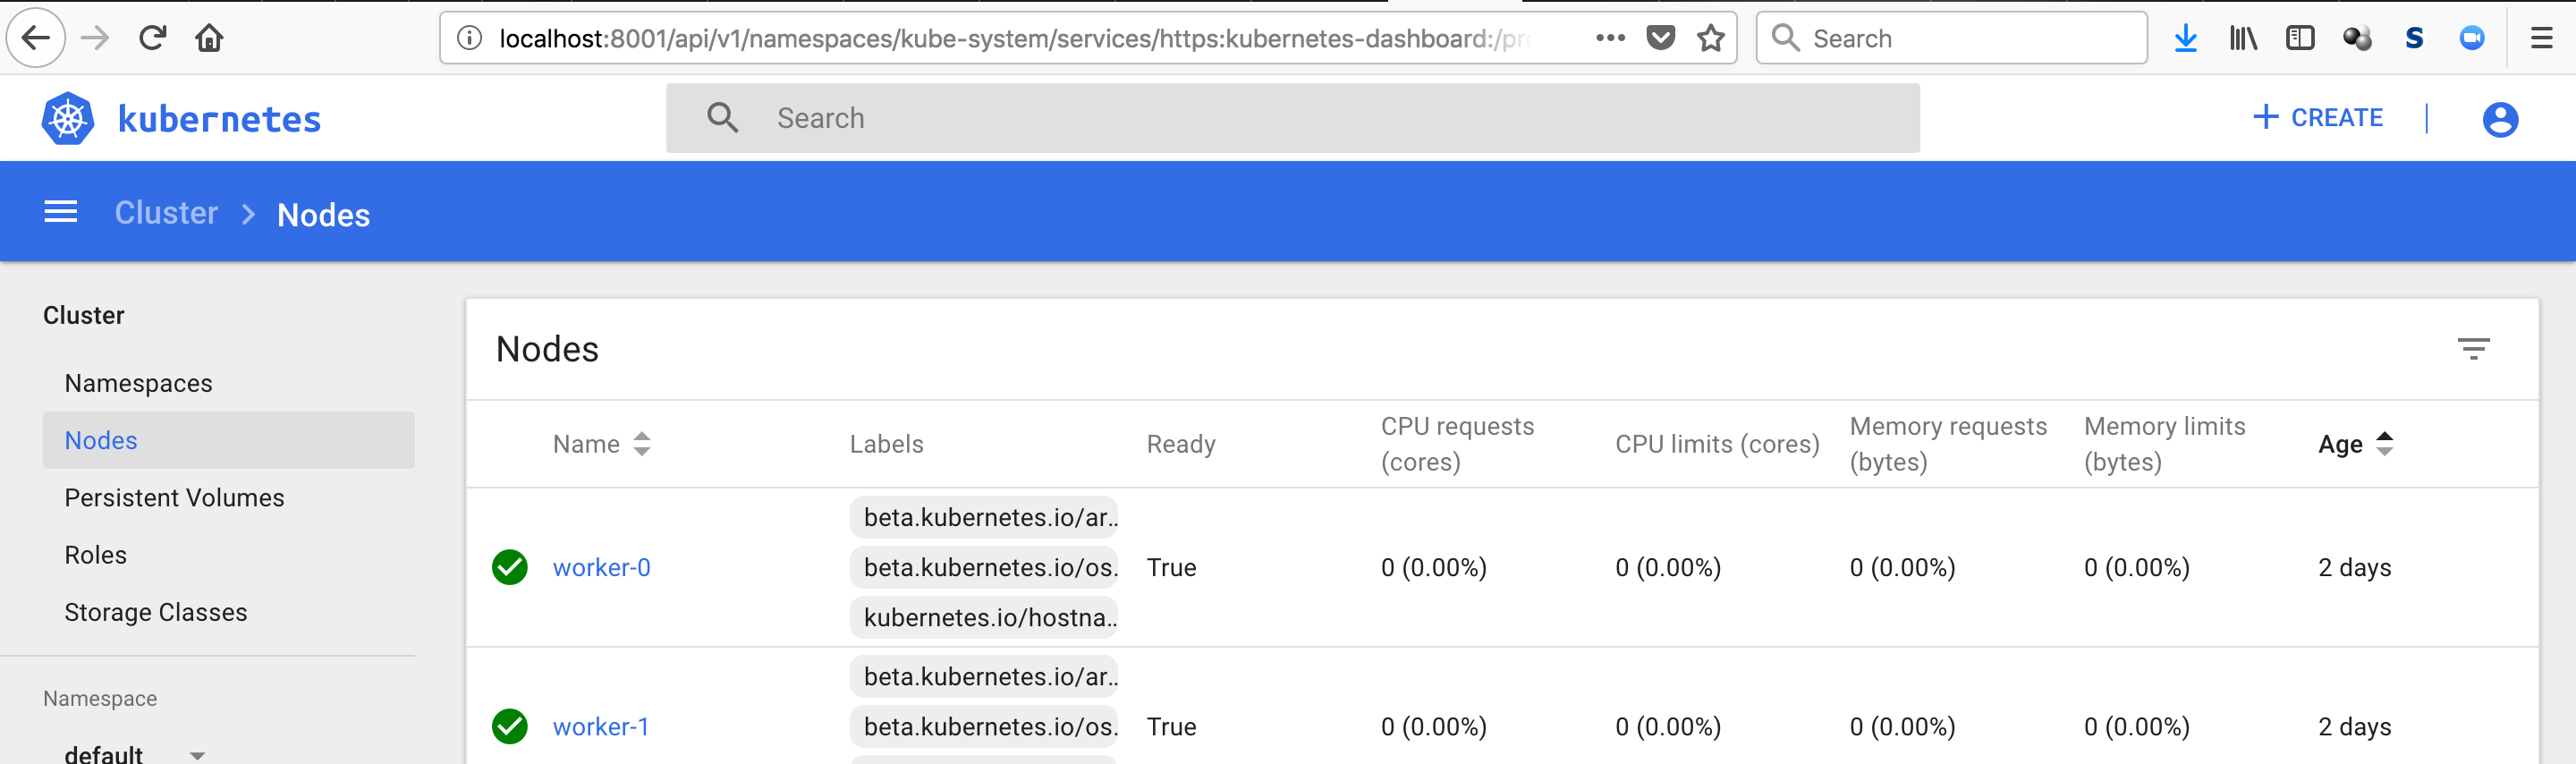 localhost:8001/api/v1/namespaces/kube-system/services/https:kubernetes-dashboard:/pro
Search
S
kubernetes
Search
+ CREATE
Cluster > Nodes
Cluster
Namespaces
Nodes
Persistent Volumes
Roles
Storage Classes
Namespace
default
Nodes
Name Labels Ready CPU requests (cores) CPU limits (cores) Memory requests (bytes) Memory limits (bytes) Age
beta.kubernetes.io/ar..
worker-0 beta.kubernetes.io/os. True 0 (0.00%) 0 (0.00%) 0 (0.00%) 0 (0.00%) 2 days
kubernetes.io/hostna..
beta.kubernetes.io/ar..
worker-1 beta.kubernetes.io/os. True 0 (0.00%) 0 (0.00%) 0 (0.00%) 0 (0.00%) 2 days